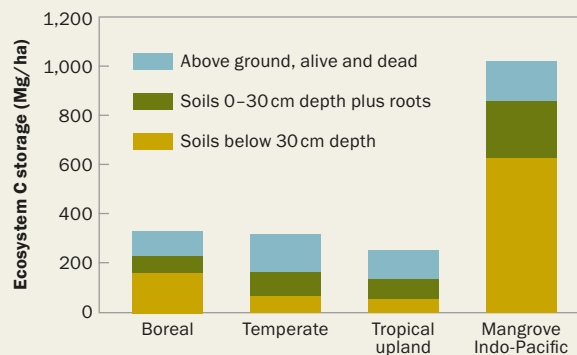 Ecosystem C storage (Mg/ha)
1,200
1,000
800
600
400
200
0
Above ground, alive and dead
Soils 0–30 cm depth plus roots
Soils below 30 cm depth
Boreal
Temperate
Tropical
upland
Mangrove
Indo-Pacific